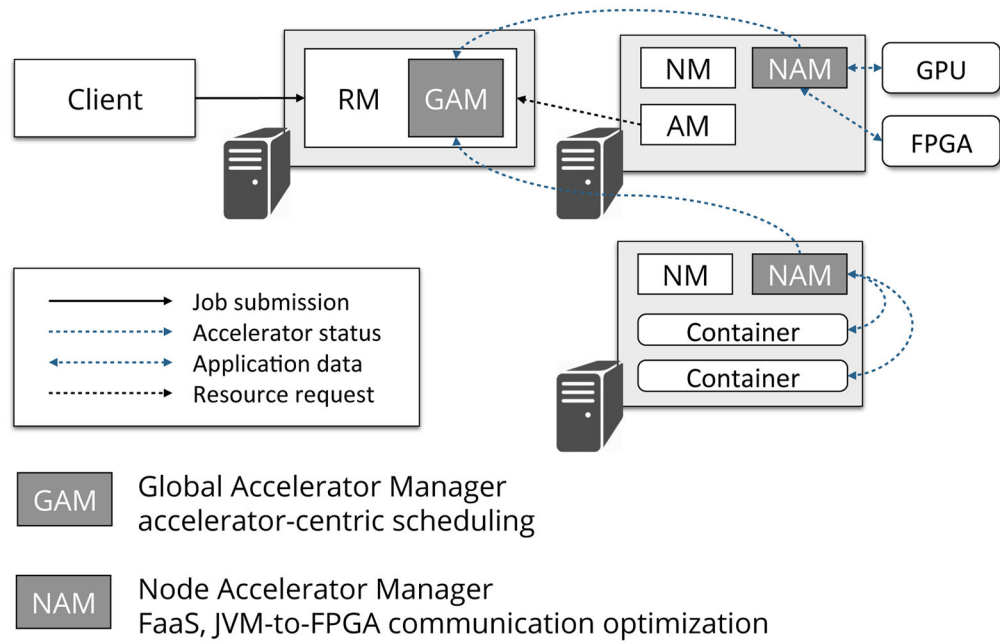 Client
RM
GAM
NM
NAM
AM
GPU
FPGA
NM
NAM
Container
Container
Job submission
Accelerator status
Application data
Resource request
GAM
Global Accelerator Manager
accelerator-centric scheduling
NAM
Node Accelerator Manager
FaaS, JVM-to-FPGA communication optimization